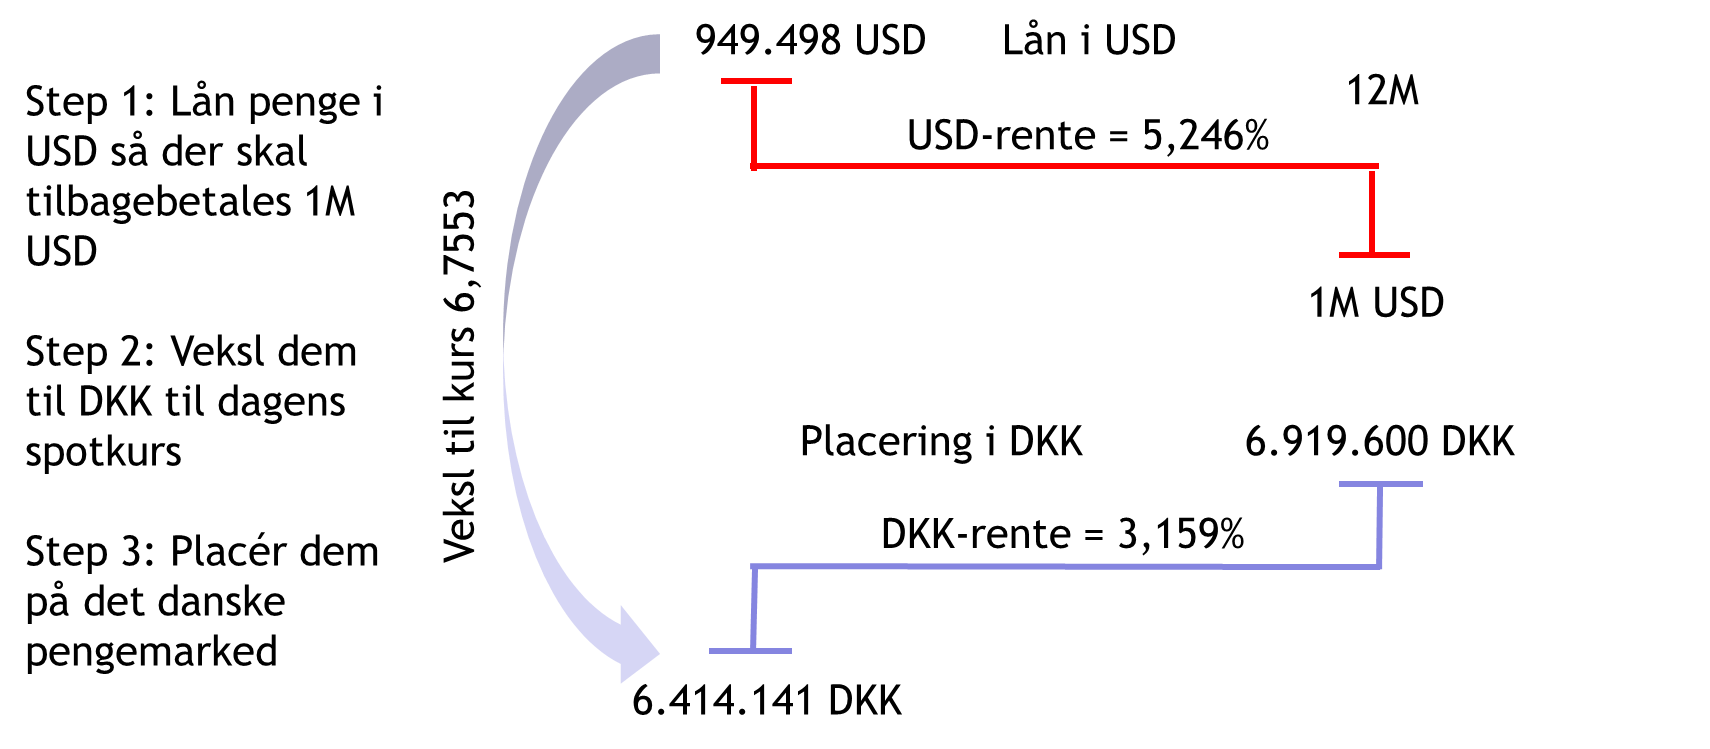 Step 1: Lån penge i
USD så der skal
tilbagebetales 1M
USD
Step 2: Veksl dem
til DKK til dagens
spotkurs
Step 3: Placér dem
på det danske
pengemarked
Veksl til kurs 6,7553
949.498 USD
Lån i USD
12M
USD-rente = 5,246%
1M USD
Placering i DKK
6.919.600 DKK
DKK-rente = 3,159%
6.414.141 DKK